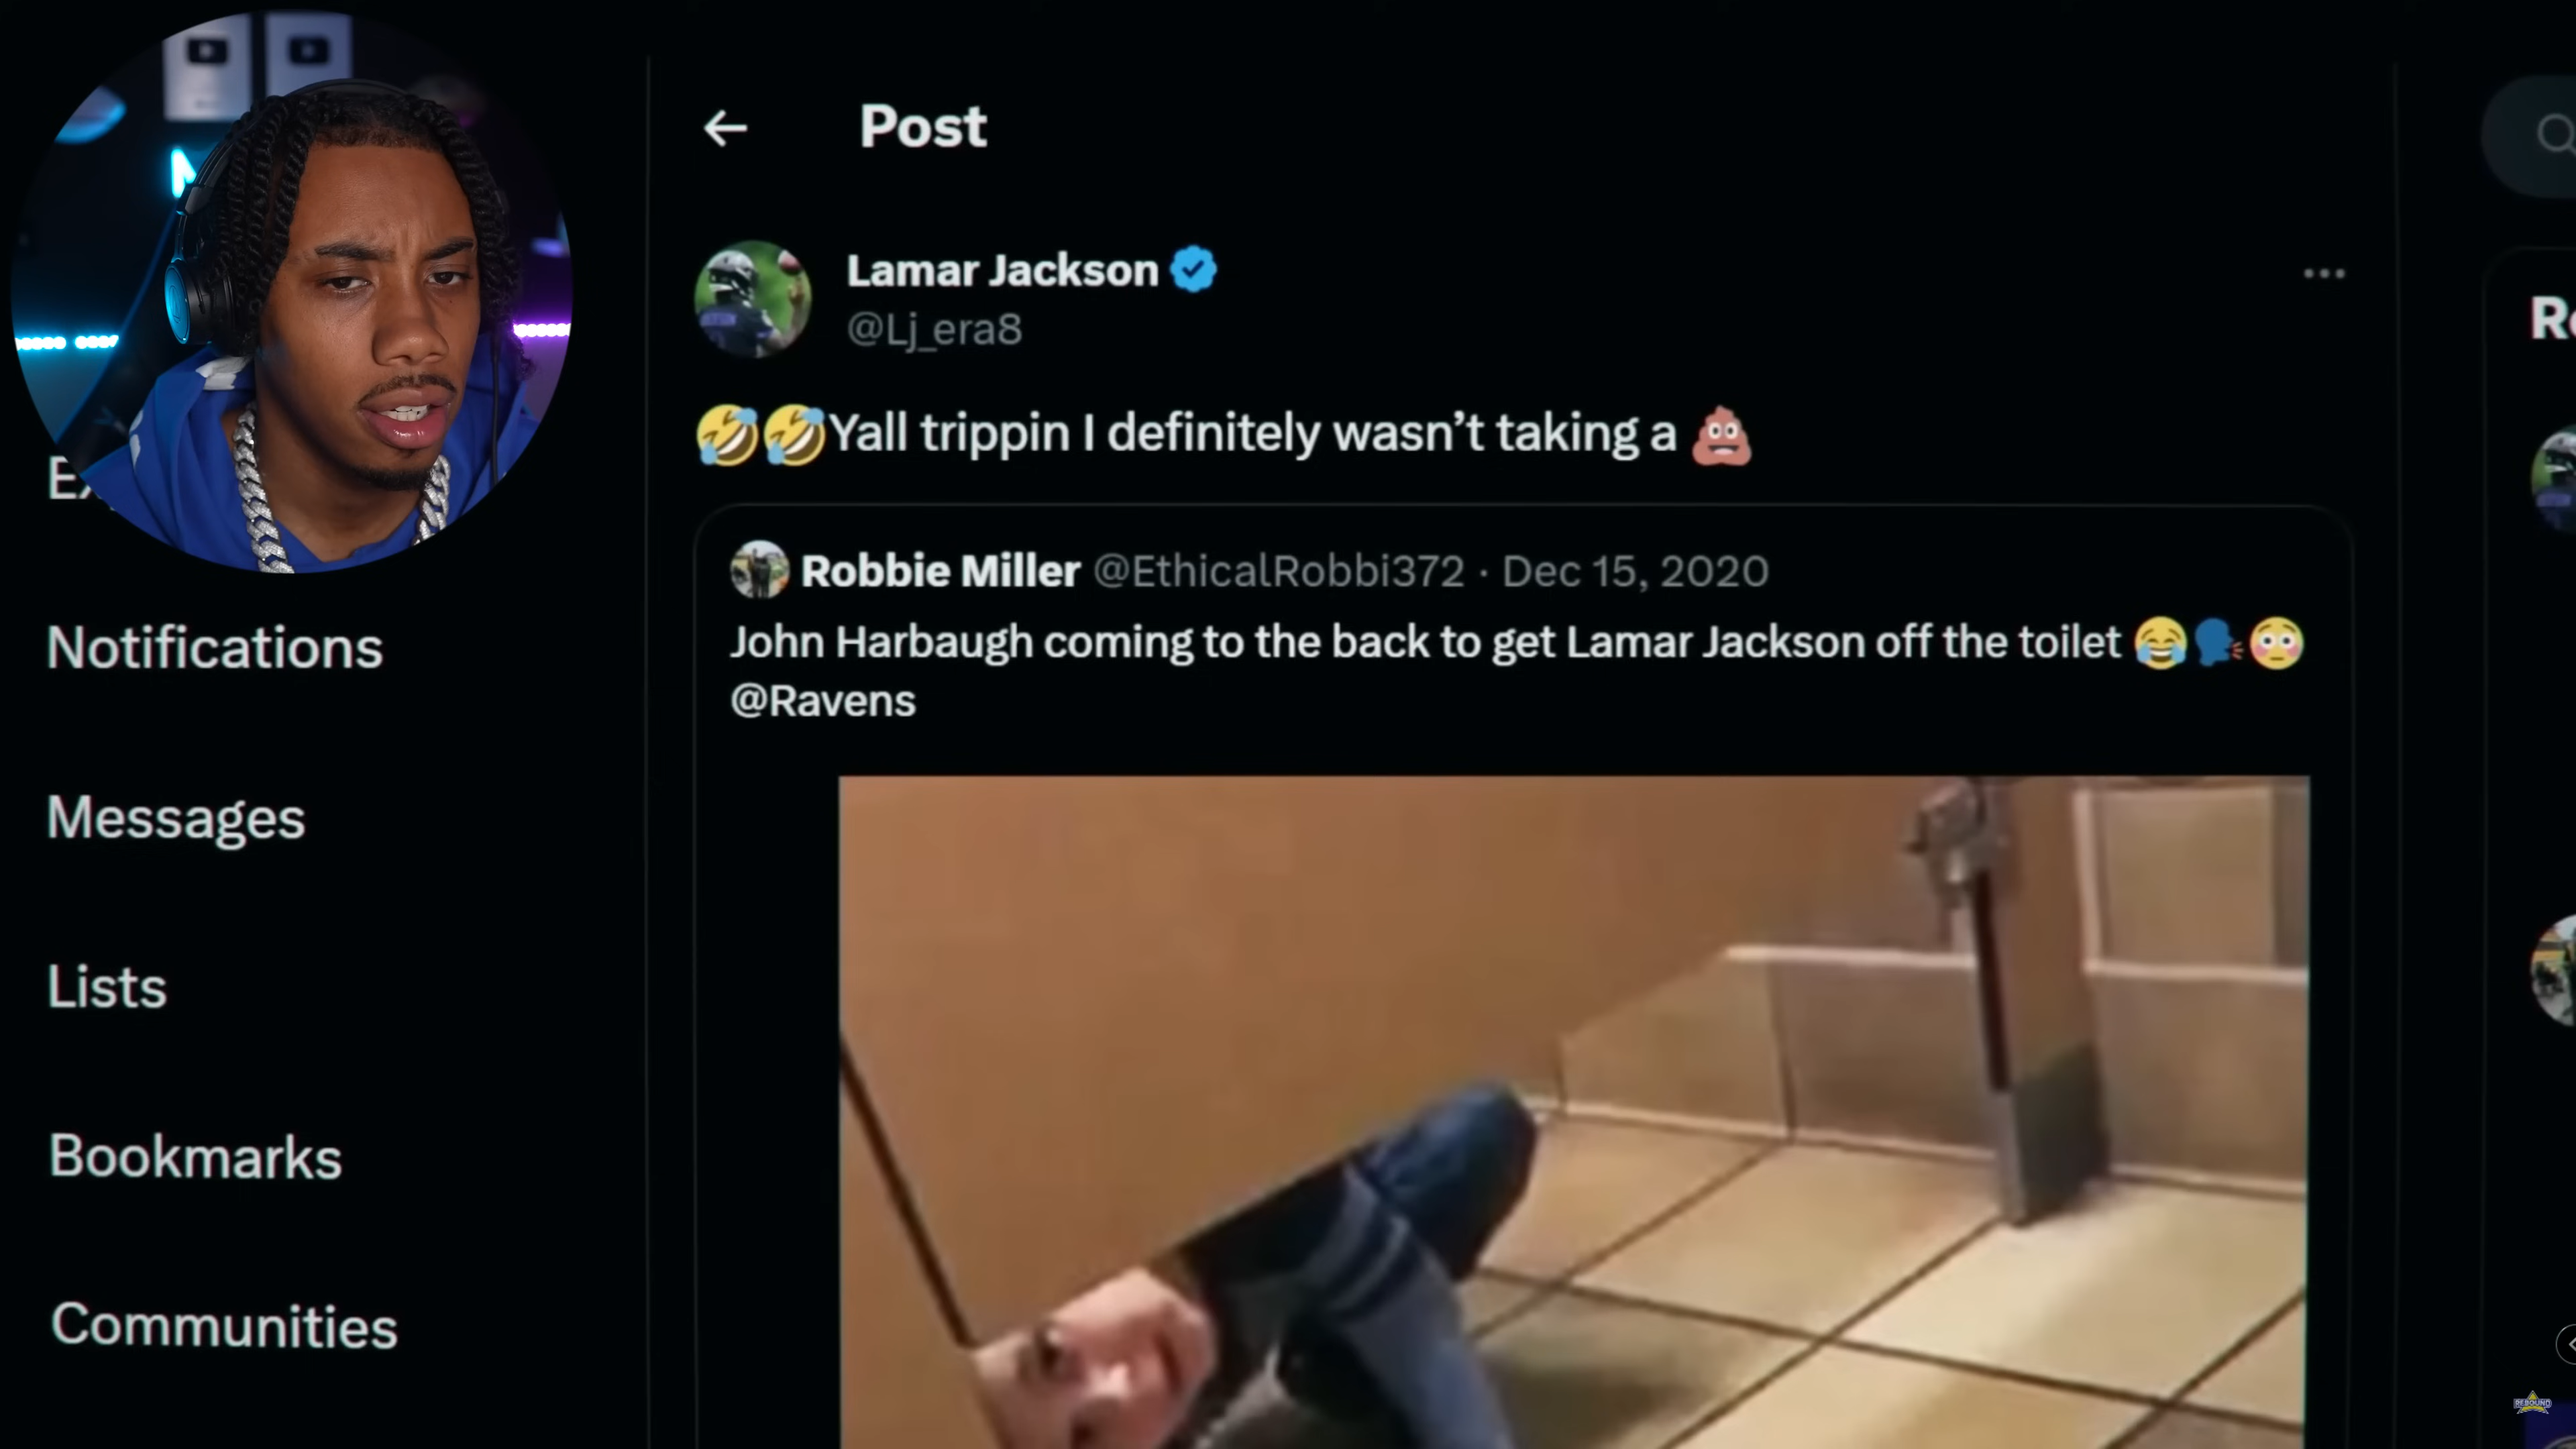 Post
Lamar Jackson
@Lj_era8
🤣🤣Yall trippin I definitely wasn't taking a 💩
Robbie Miller @EthicalRobbi372 · Dec 15, 2020
John Harbaugh coming to the back to get Lamar Jackson off the toilet 😂🗣️😳
@Ravens
Notifications
Messages
Lists
Bookmarks
Communities
REBOUND